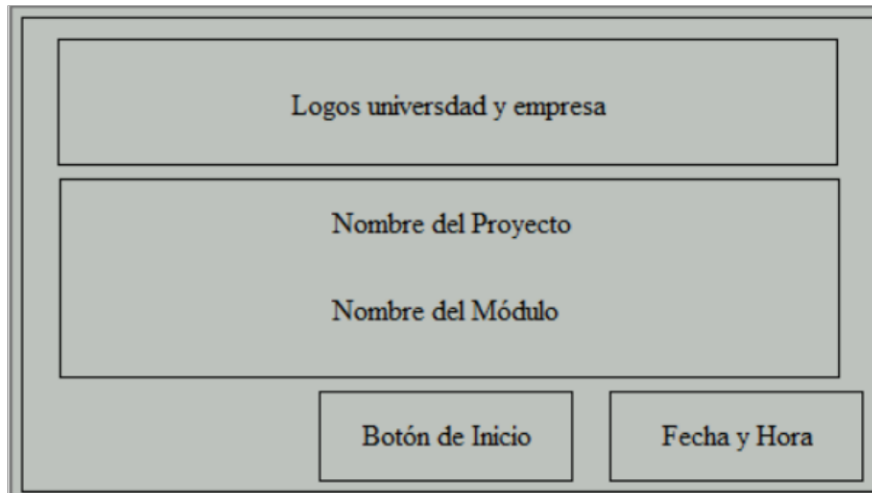 Logos universdad y empresa
Nombre del Proyecto
Nombre del Módulo
Botón de Inicio
Fecha y Hora